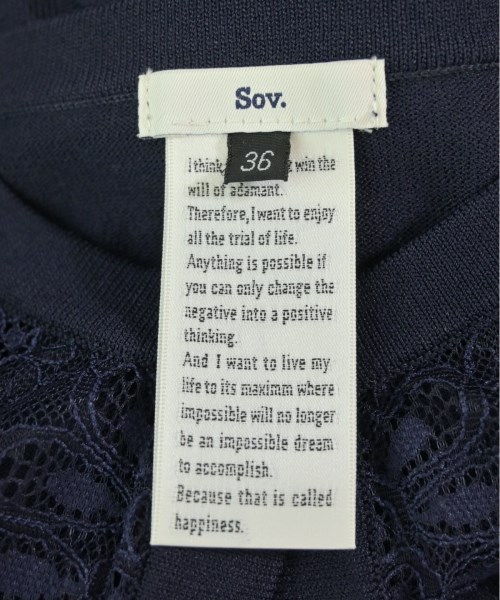 Sov.
36
I think win the
will of adamant.
Therefore, I want to enjoy
all the trial of life.
Anything is possible if
you can only change the
negative into a positive
thinking.
And I want to live my
life to its maximm where
impossible will no longer
be an impossible dream
to accomplish.
Because that is called
happiness.